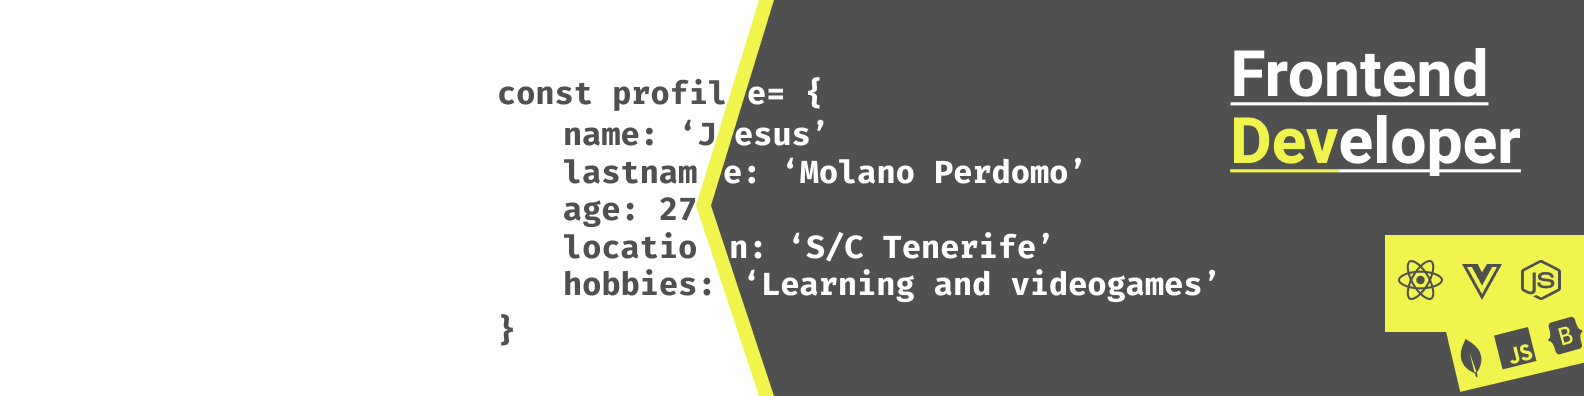 const profile= {
name: ‘Jesus’
lastname: ‘Molano Perdomo’
age: 27
location: ‘S/C Tenerife’
hobbies: ‘Learning and videogames’
}
Frontend
Developer
JS
JS
B